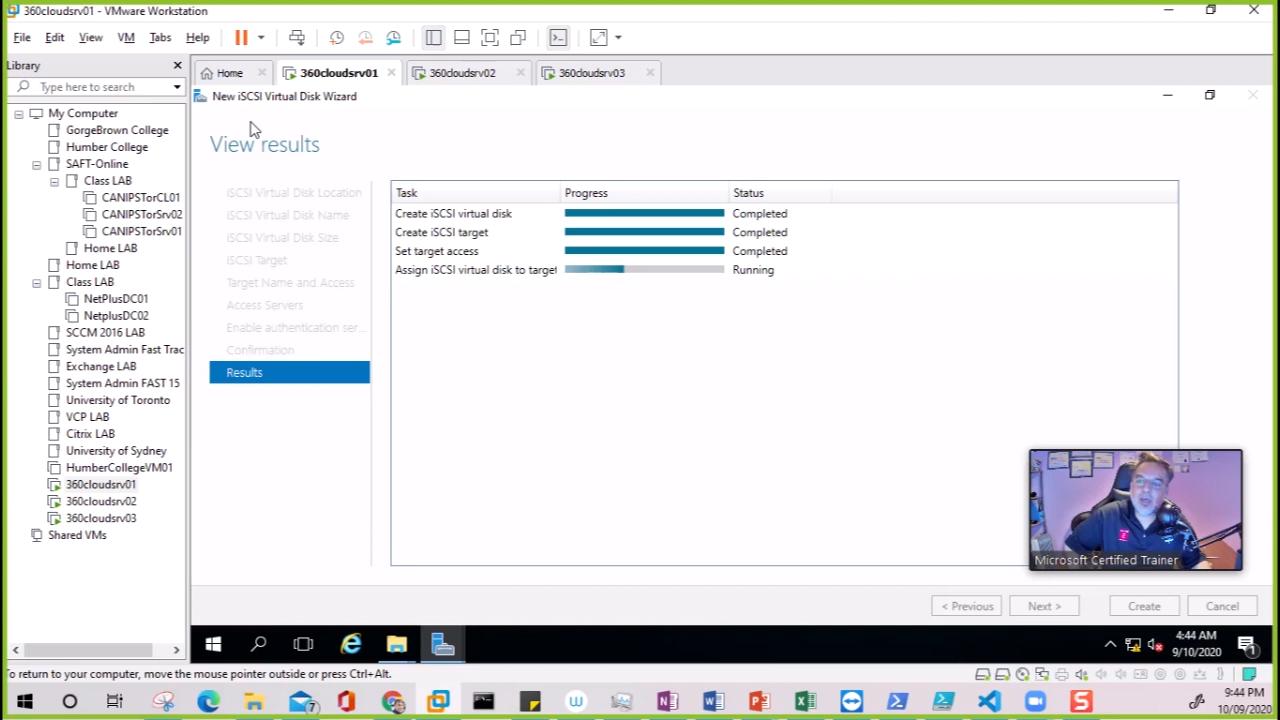 360cloudsrv01 - VMware Workstation
File Edit View VM Tabs Help
Library
Type here to search
Home 360cloudsrv01 360cloudsrv02 360cloudsrv03
My Computer
GorgeBrown College
Humber College
SAFT-Online
Class LAB
CANIPSTorCL01
CANIPSTorSrv02
CANIPSTorSrv01
Home LAB
Home LAB
Class LAB
NetPlusDC01
NetplusDC02
SCCM 2016 LAB
System Admin Fast Trac
Exchange LAB
System Admin FAST 15
University of Toronto
VCP LAB
Citrix LAB
University of Sydney
HumberCollegeVM01
360cloudsrv01
360cloudsrv02
360cloudsrv03
Shared VMs
New iSCSI Virtual Disk Wizard
View results
iSCSI Virtual Disk Location
iSCSI Virtual Disk Name
iSCSI Virtual Disk Size
iSCSI Target
Target Name and Access
Access Servers
Enable authentication ser...
Confirmation
Results
Task Progress Status
Create iSCSI virtual disk Completed
Create iSCSI target Completed
Set target access Completed
Assign iSCSI virtual disk to target Running
Microsoft Certified Trainer
< Previous Next > Create Cancel
4:44 AM
9/10/2020
1
To return to your computer, move the mouse pointer outside or press Ctrl+Alt.
7
9:44 PM
10/09/2020